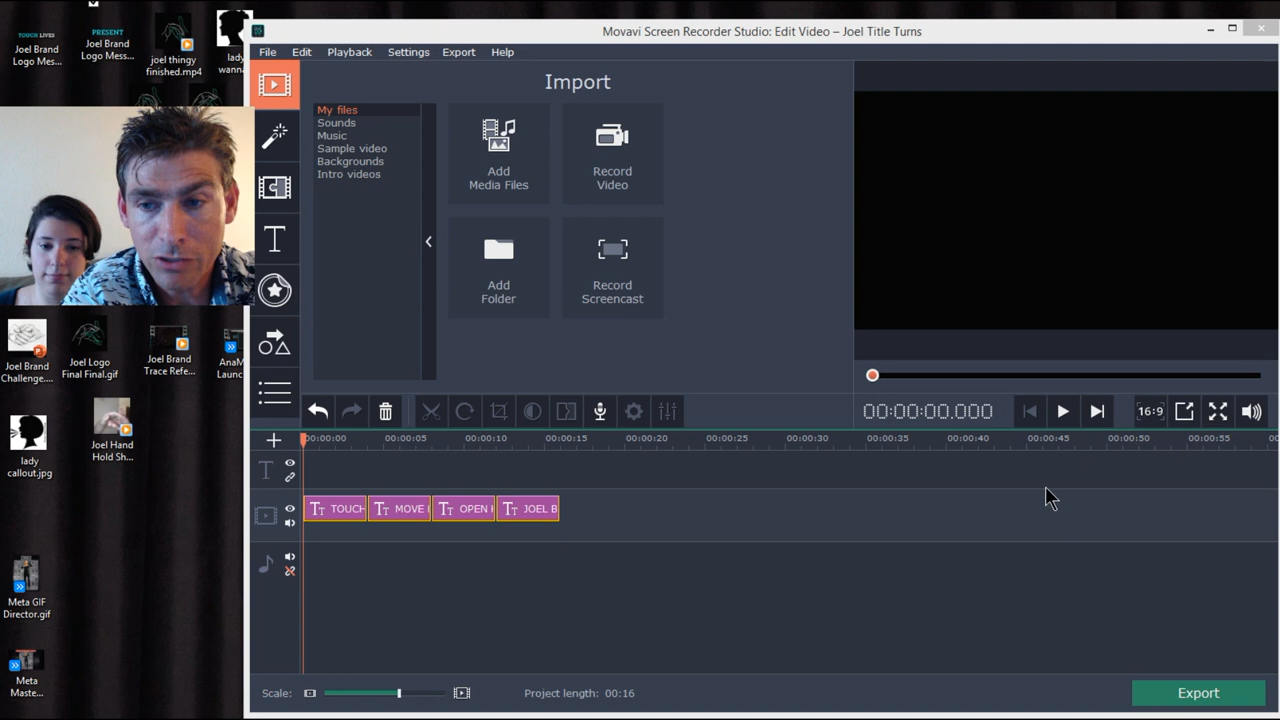 TOUCH LIVES
Joel Brand
Logo Mes...
PRESENT
Joel Brand
Logo Mess...
joel thingy
finished.mp4
lady
wanna
Joel Brand
Challenge....
Joel Logo
Final Final.gif
Joel Brand
Trace Refe...
AnaM
Launc
lady
callout.jpg
Joel Hand
Hold Sh...
Meta GIF
Director.gif
Meta
Maste...
Movavi Screen Recorder Studio: Edit Video – Joel Title Turns
File Edit Playback Settings Export Help
Import
My files
Sounds
Music
Sample video
Backgrounds
Intro videos
Add
Media Files
Record
Video
Add
Folder
Record
Screencast
00:00:00.000
16:9
00:00:00 00:00:05 00:00:10 00:00:15 00:00:20 00:00:25 00:00:30 00:00:35 00:00:40 00:00:45 00:00:50 00:00:55 00
TOUCH MOVE OPEN JOEL B
Scale:
Project length: 00:16
Export